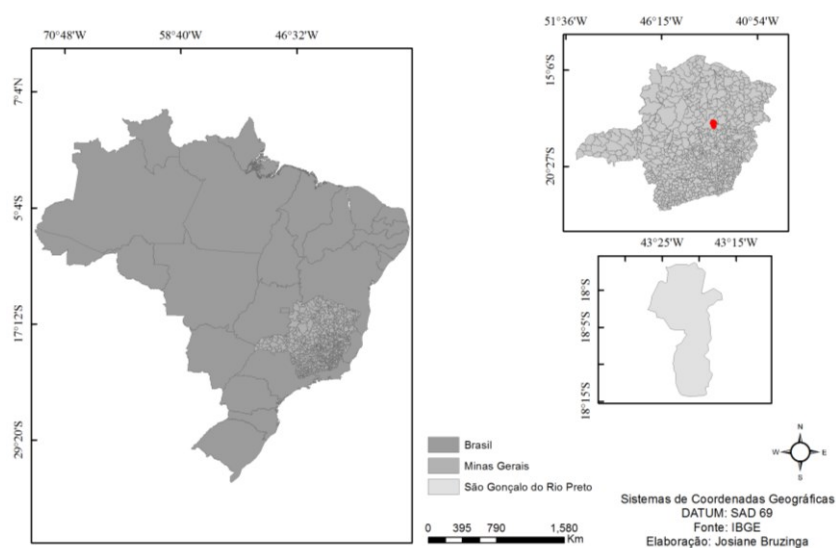 70°48'W 58°40'W 46°32'W
7°4'N
5°4'S
17°12'S
29°20'S
51°36'W 46°15'W 40°54'W
15°6'S
20°27'S
43°25'W 43°15'W
18°S
18°5'S
18°15'S
Brasil
Minas Gerais
São Gonçalo do Rio Preto
0 395 790 1,580
Km
N
W E
S
Sistemas de Coordenadas Geográficas
DATUM: SAD 69
Fonte: IBGE
Elaboração: Josiane Bruzinga